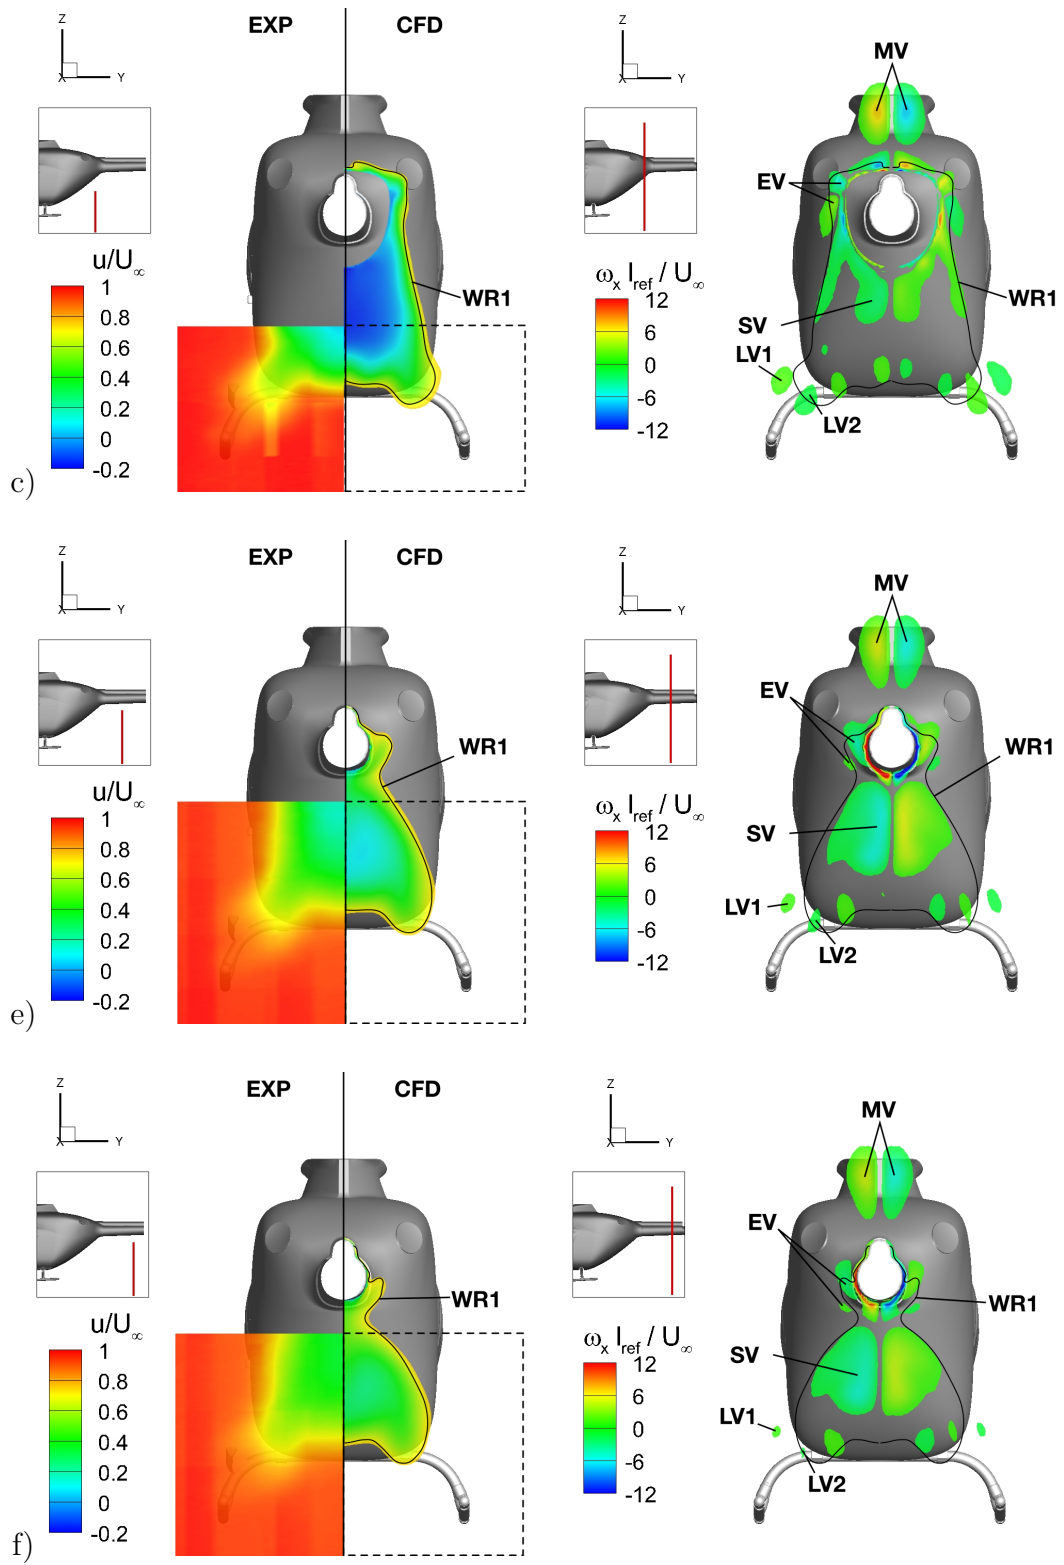 EXP CFD
Z
X Y
u/U∞
1
0.8
0.6
0.4
0.2
0
-0.2
WR1
c)
Z
X Y
MV
EV
ωx lref / U∞
12
6
0
-6
-12
WR1
SV
LV1
LV2
EXP CFD
Z
X Y
u/U∞
1
0.8
0.6
0.4
0.2
0
-0.2
WR1
e)
Z
X Y
MV
EV
ωx lref / U∞
12
6
0
-6
-12
WR1
SV
LV1
LV2
EXP CFD
Z
X Y
u/U∞
1
0.8
0.6
0.4
0.2
0
-0.2
WR1
f)
Z
X Y
MV
EV
ωx lref / U∞
12
6
0
-6
-12
WR1
SV
LV1
LV2